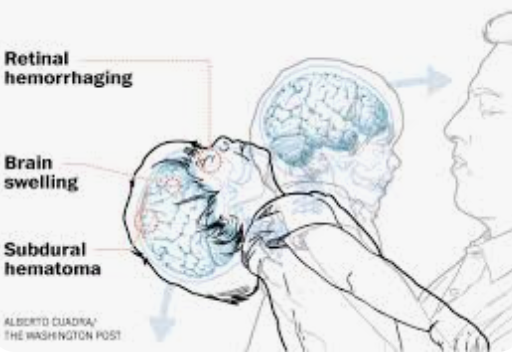 Retinal
hemorrhaging
Brain
swelling
Subdural
hematoma
ALBERTO CUADRA/
THE WASHINGTON POST